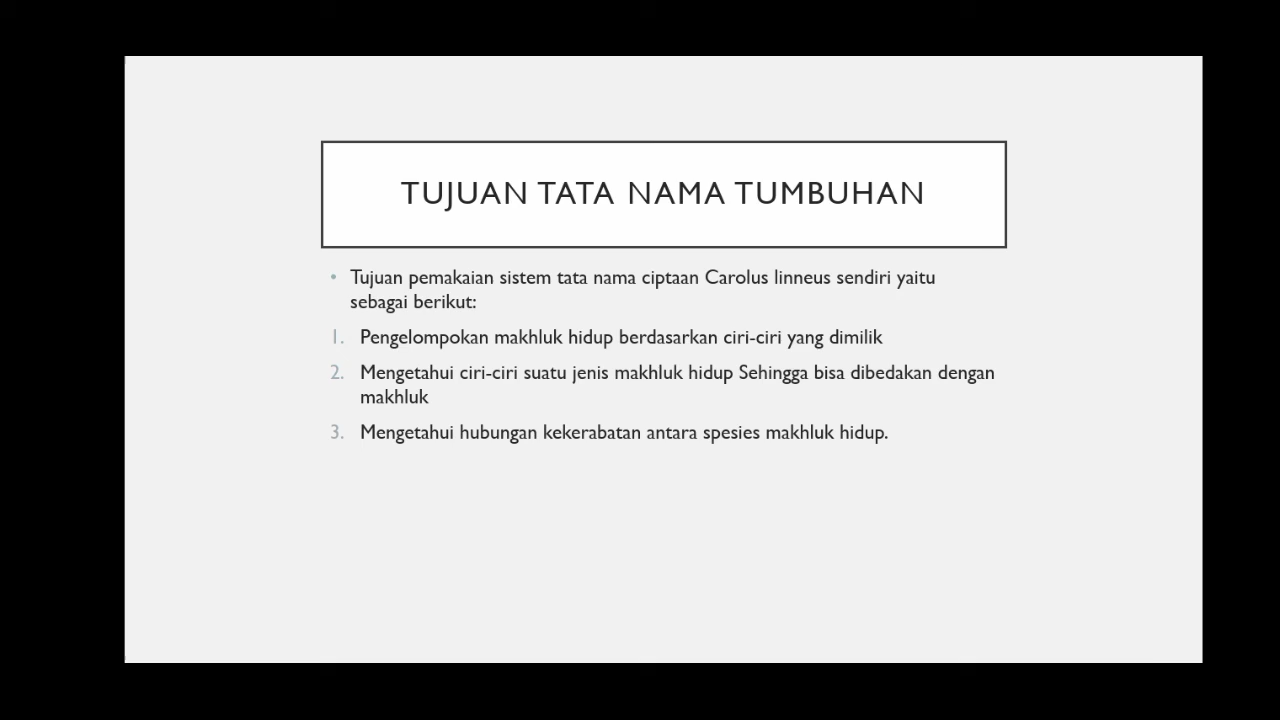 TUJUAN TATA NAMA TUMBUHAN
• Tujuan pemakaian sistem tata nama ciptaan Carolus linneus sendiri yaitu
sebagai berikut:
1. Pengelompokan makhluk hidup berdasarkan ciri-ciri yang dimilik
2. Mengetahui ciri-ciri suatu jenis makhluk hidup Sehingga bisa dibedakan dengan
makhluk
3. Mengetahui hubungan kekerabatan antara spesies makhluk hidup.